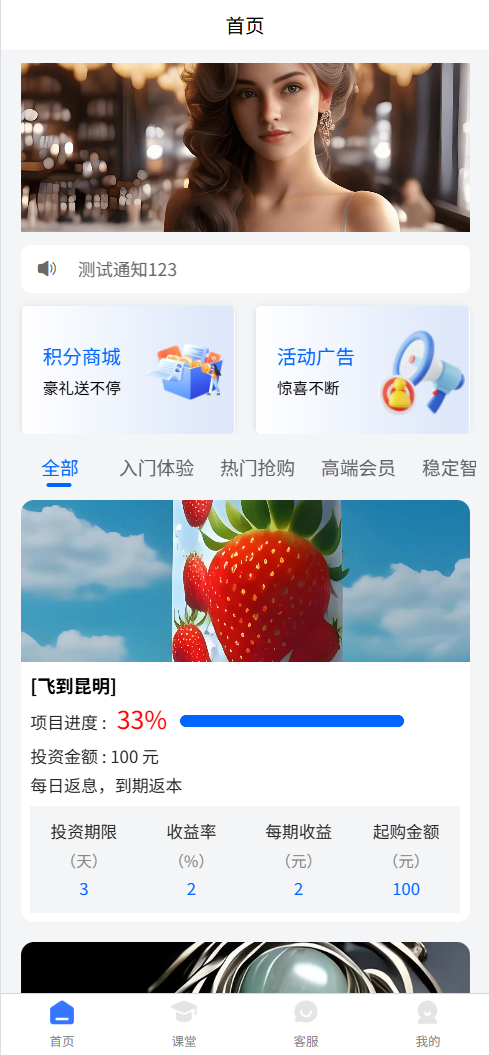 首页
测试通知123
积分商城
豪礼送不停
活动广告
惊喜不断
全部 入门体验 热门抢购 高端会员 稳定智
[飞到昆明]
项目进度 : 33%
投资金额 : 100 元
每日返息，到期返本
投资期限 收益率 每期收益 起购金额
（天） （%） （元） （元）
3 2 2 100
首页 课堂 客服 我的